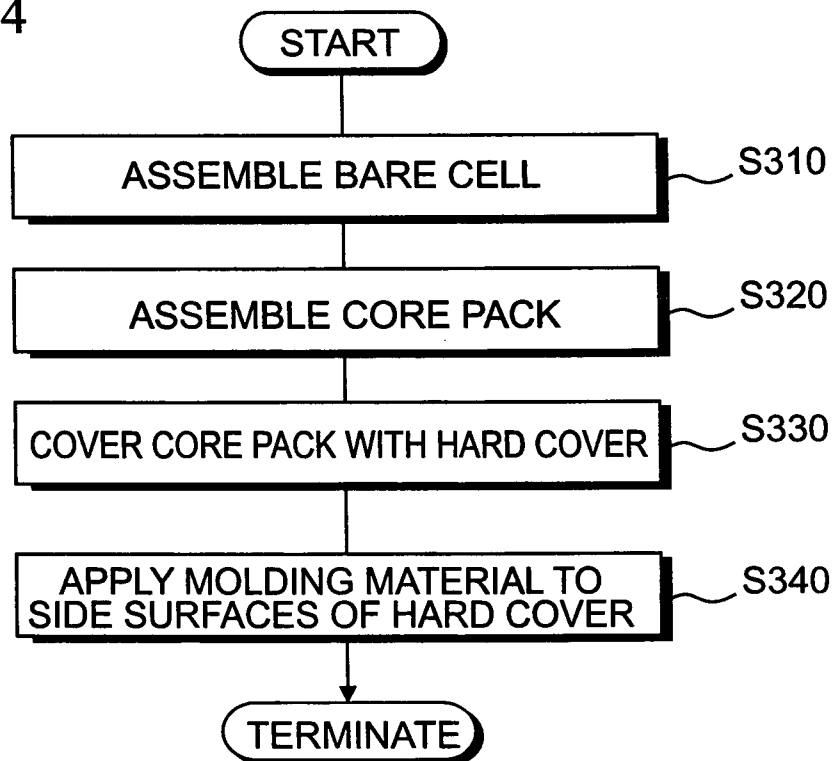 4
START
ASSEMBLE BARE CELL
S310
ASSEMBLE CORE PACK
S320
COVER CORE PACK WITH HARD COVER
S330
APPLY MOLDING MATERIAL TO
SIDE SURFACES OF HARD COVER
S340
TERMINATE